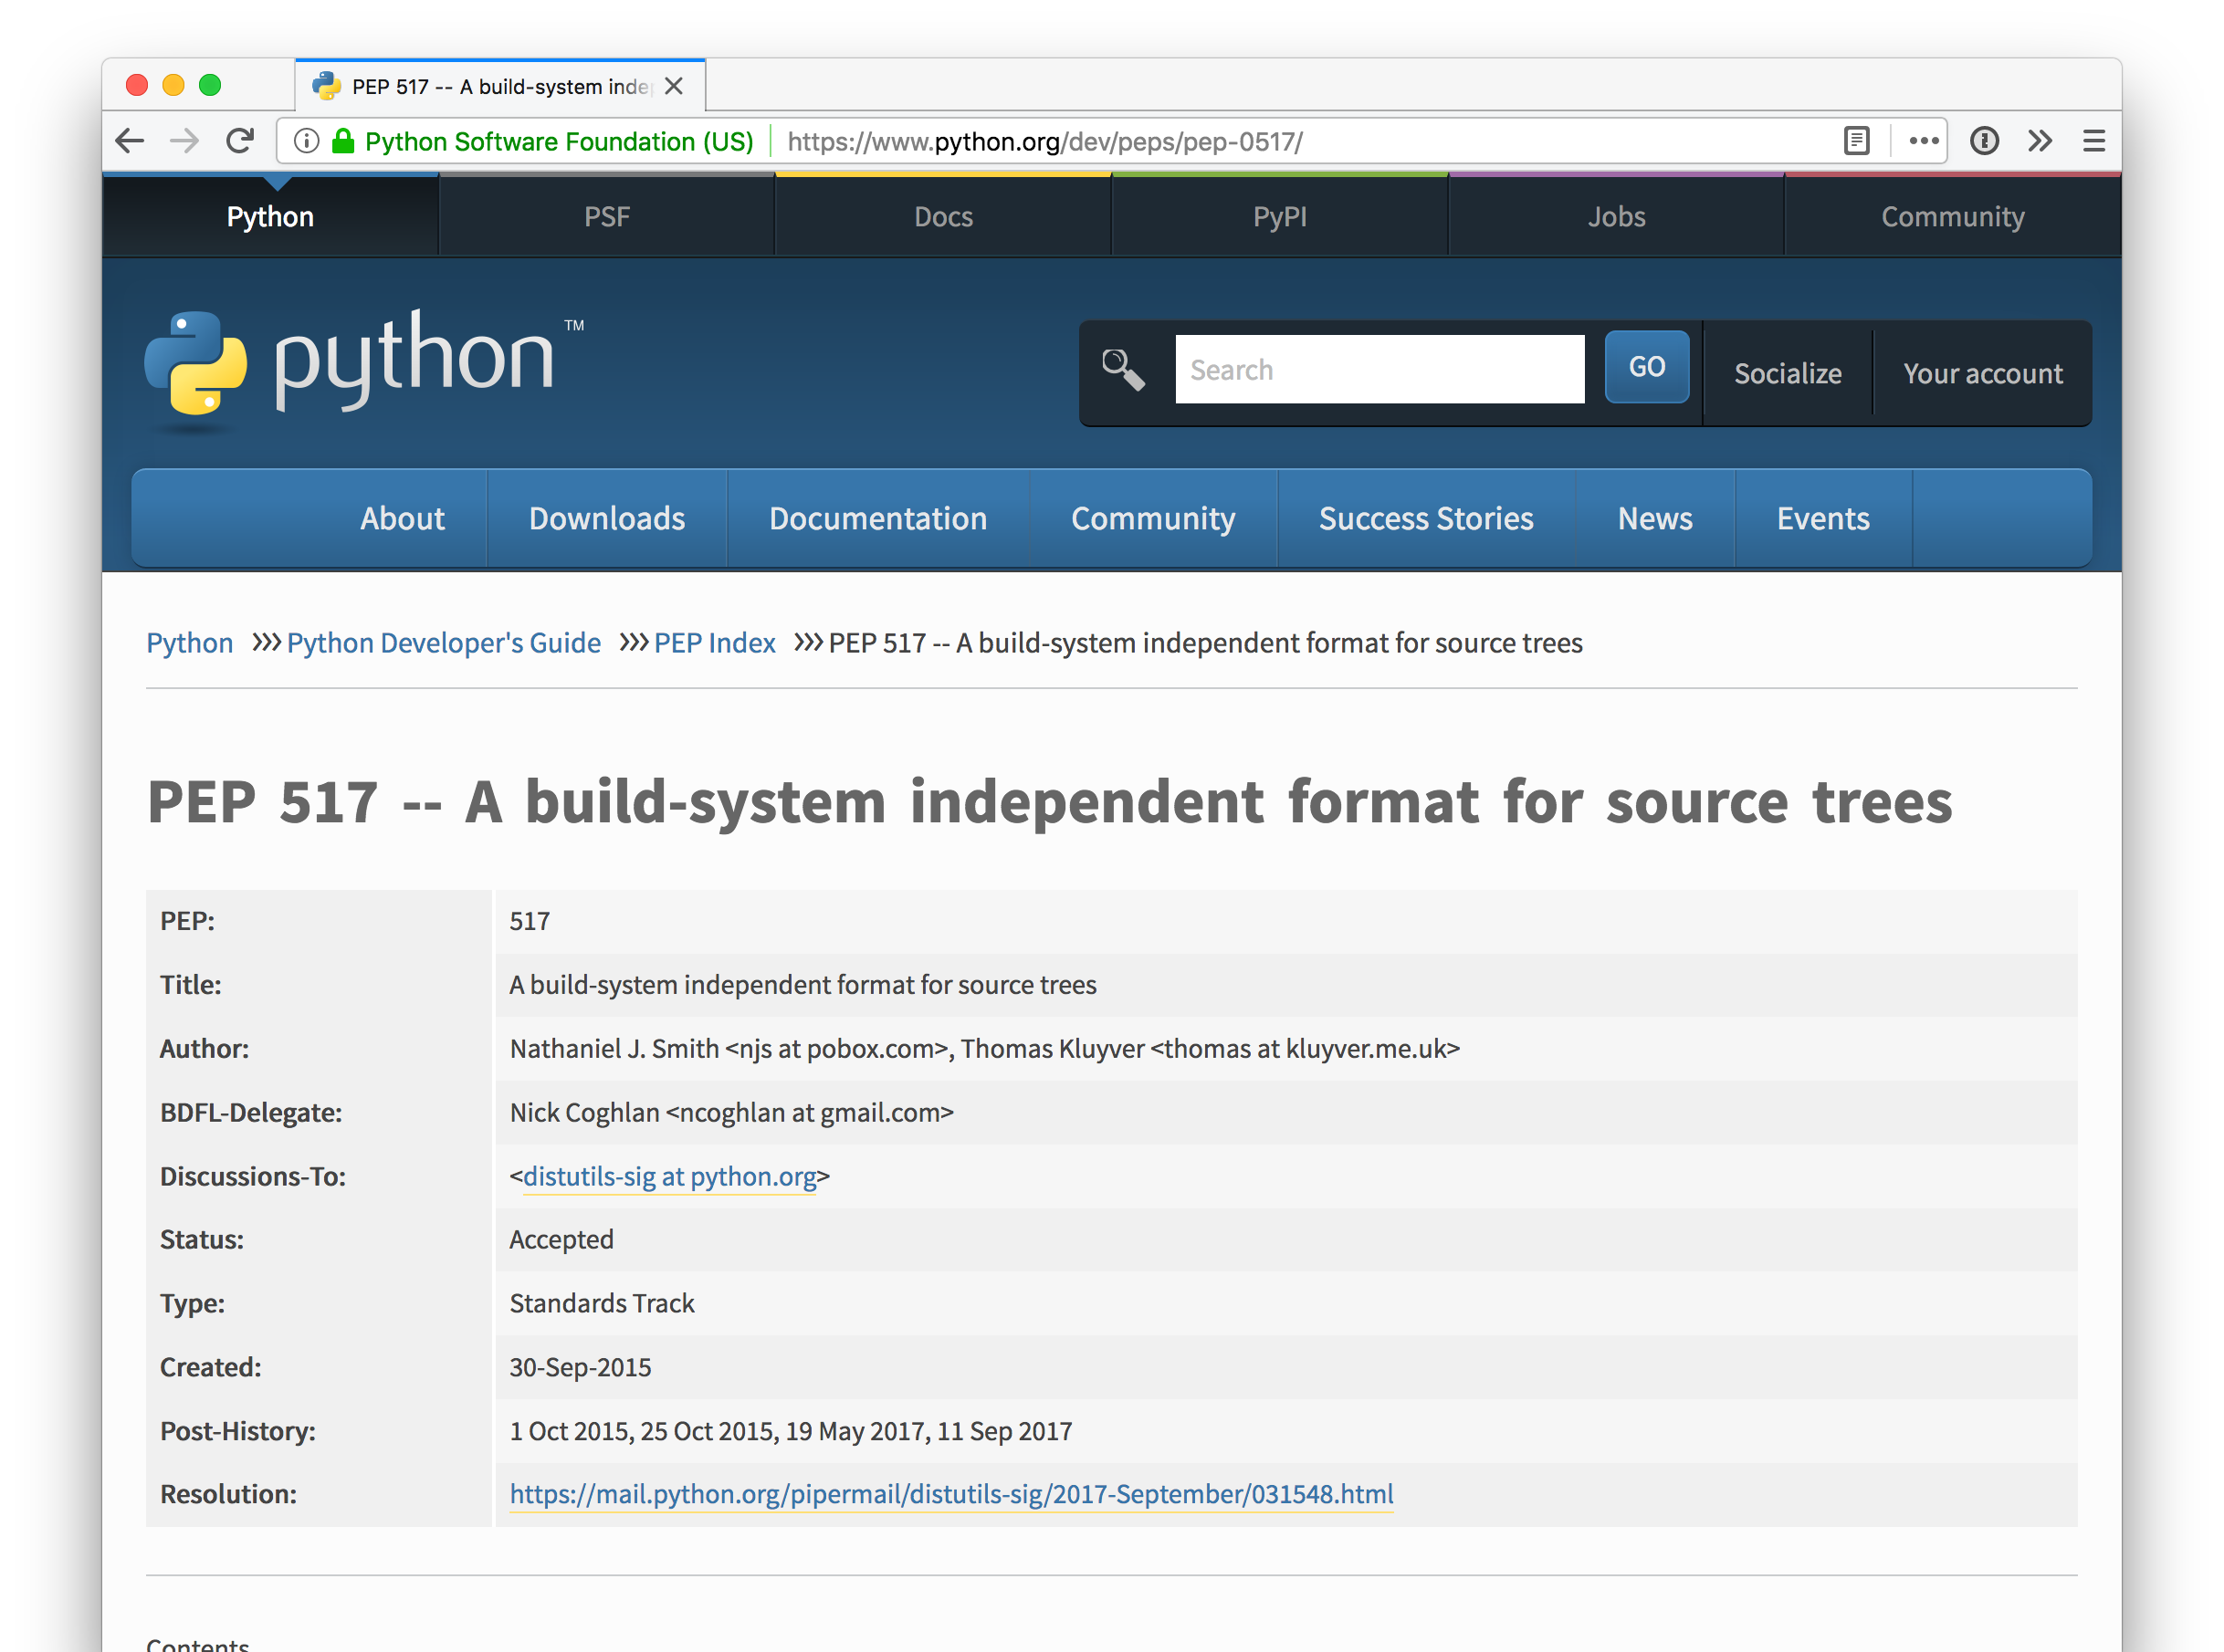 PEP 517 -- A build-system inde
Python Software Foundation (US) https://www.python.org/dev/peps/pep-0517/
Python PSF Docs PyPI Jobs Community
python TM
Search GO Socialize Your account
About Downloads Documentation Community Success Stories News Events
Python >>> Python Developer's Guide >>> PEP Index >>> PEP 517 -- A build-system independent format for source trees
PEP 517 -- A build-system independent format for source trees
PEP: 517
Title: A build-system independent format for source trees
Author: Nathaniel J. Smith <njs at pobox.com>, Thomas Kluyver <thomas at kluyver.me.uk>
BDFL-Delegate: Nick Coghlan <ncoghlan at gmail.com>
Discussions-To: <distutils-sig at python.org>
Status: Accepted
Type: Standards Track
Created: 30-Sep-2015
Post-History: 1 Oct 2015, 25 Oct 2015, 19 May 2017, 11 Sep 2017
Resolution: https://mail.python.org/pipermail/distutils-sig/2017-September/031548.html
Contents